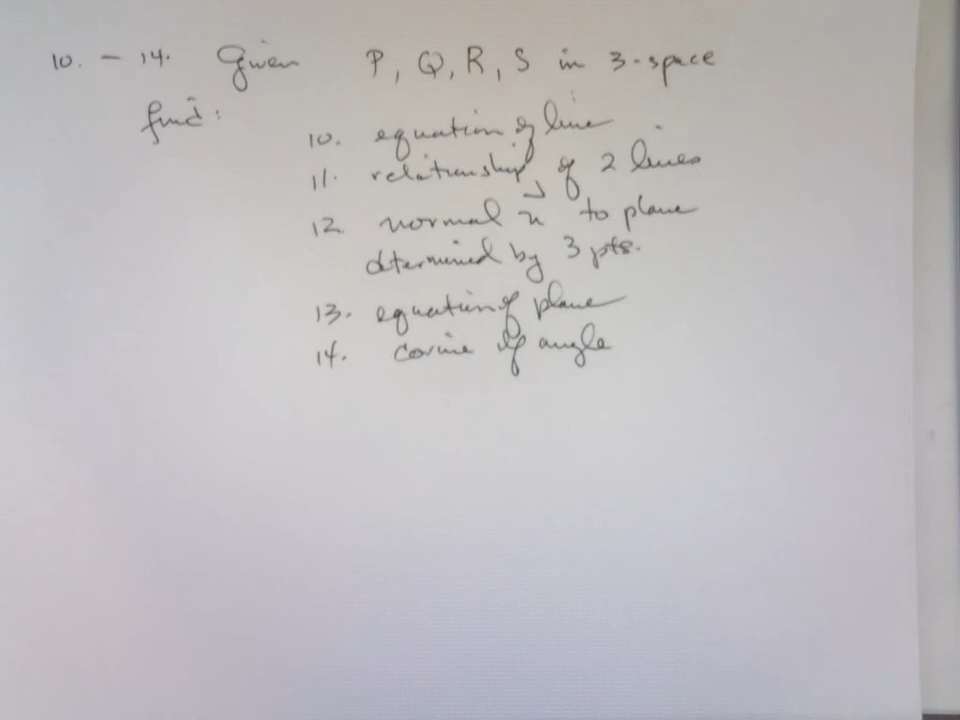 10. - 14. Given P, Q, R, S in 3-space
find:
10. equation of line
11. relationship of 2 lines
12. normal n⃗ to plane
determined by 3 pts.
13. equation of plane
14. cosine of angle